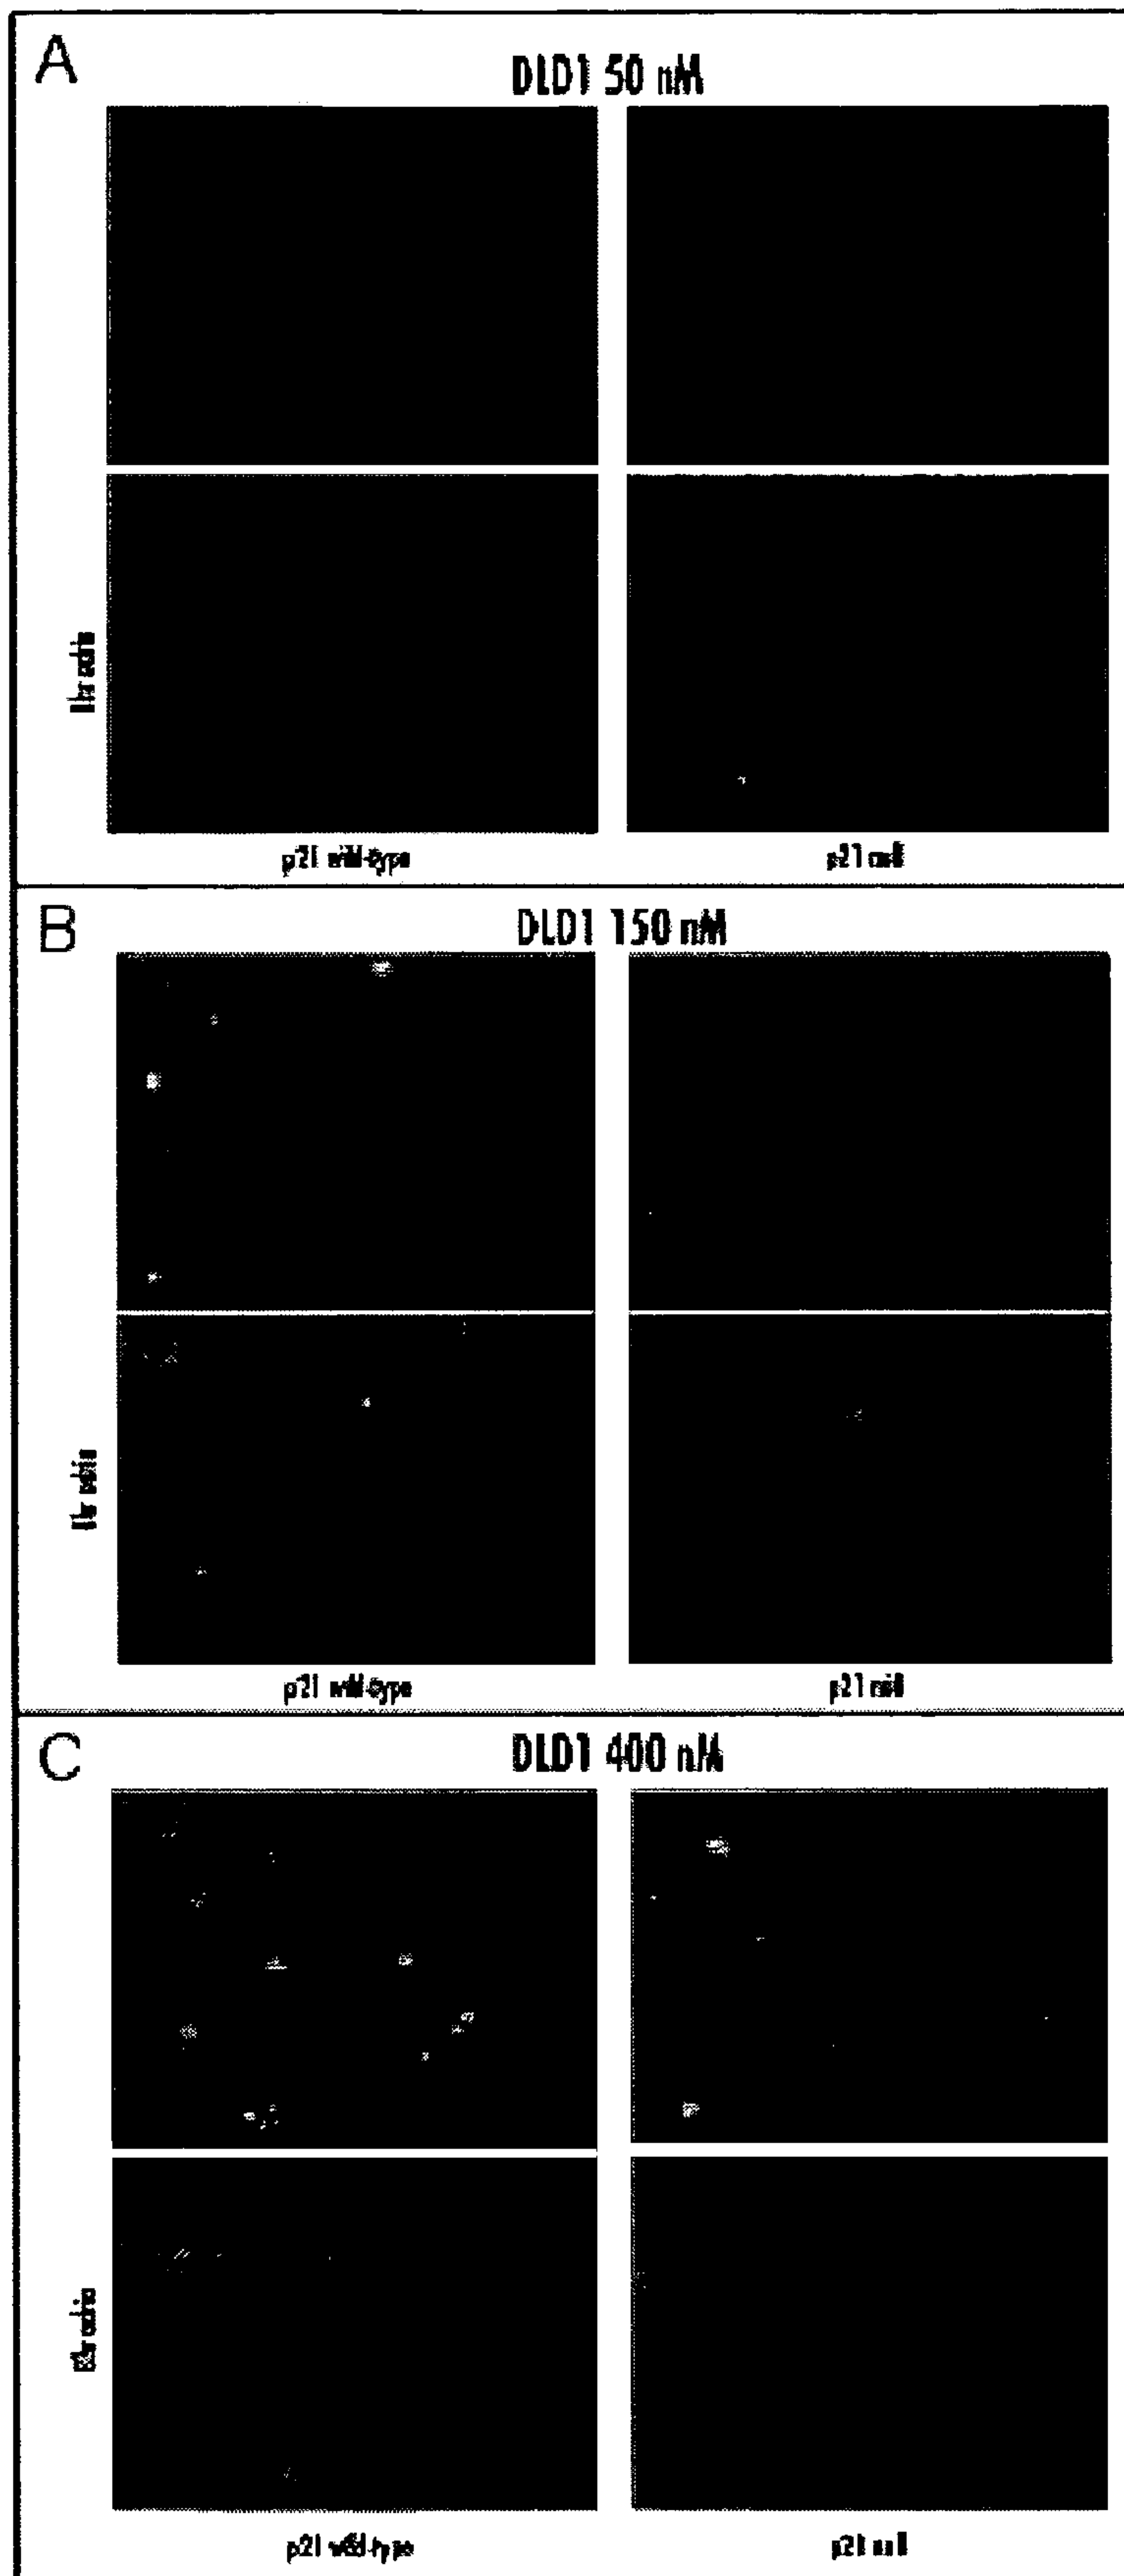 A
DLD1 50 nM
p21 wild-type
p21 null
B
DLD1 150 nM
p21 wild-type
p21 null
C
DLD1 400 nM
p21 wild-type
p21 null